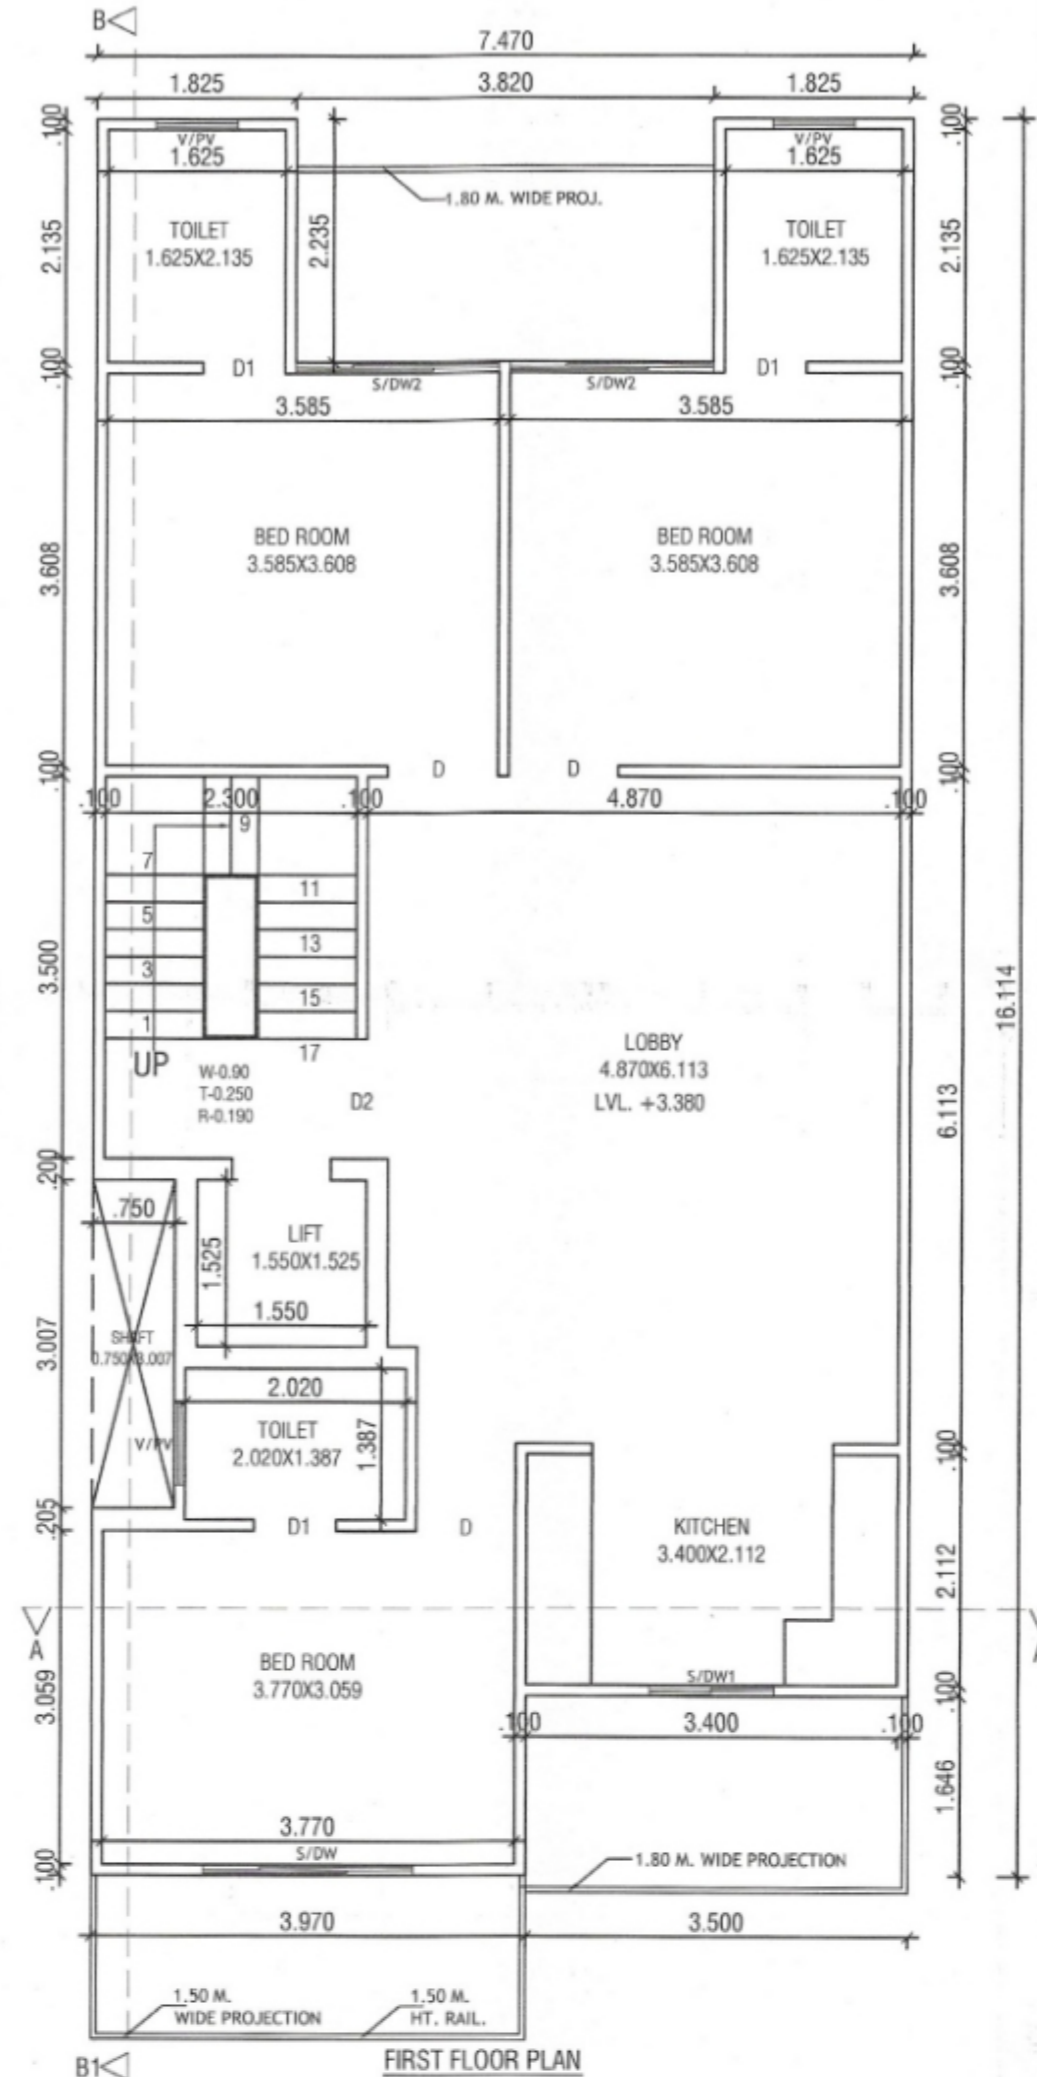 B
7.470
1.825 3.820 1.825
.100 .100
V/PV V/PV
1.625 1.625
1.80 M. WIDE PROJ.
2.135 2.235 2.135
TOILET
1.625X2.135
TOILET
1.625X2.135
.100 D1 D1 .100
S/DW2 S/DW2
3.585 3.585
BED ROOM
3.585X3.608
BED ROOM
3.585X3.608
3.608 3.608
.100 D D .100
.100 2.300 .100 4.870 .100
9
7
11
5
13
3
15
1
17
UP
3.500
W-0.90
T-0.250
R-0.190
D2
LOBBY
4.870X6.113
LVL. +3.380
6.113
16.114
.200
.750
LIFT
1.550X1.525
1.525
1.550
SHAFT
0.750X3.007
3.007
2.020
TOILET
2.020X1.387
1.387
V/PV
.100
.205
D1 D
KITCHEN
3.400X2.112
2.112
A
BED ROOM
3.770X3.059
3.059
S/DW1
.100
.100 3.400 .100
1.646
3.770
S/DW
.100
1.80 M. WIDE PROJECTION
3.970 3.500
1.50 M.
WIDE PROJECTION
1.50 M.
HT. RAIL.
FIRST FLOOR PLAN
B1